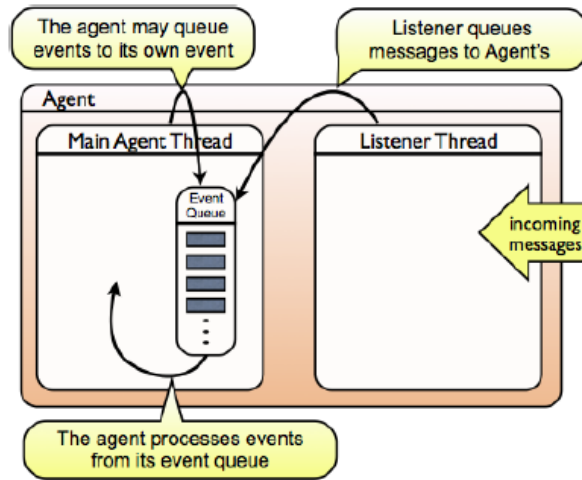 The agent may queue
events to its own event
Listener queues
messages to Agent's
Agent
Main Agent Thread
Listener Thread
Event
Queue
incoming
messages
The agent processes events
from its event queue